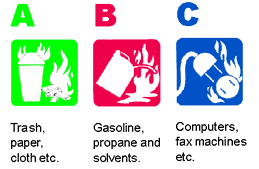 A B C
Trash,
paper,
cloth etc.
Gasoline,
propane and
solvents.
Computers,
fax machines
etc.